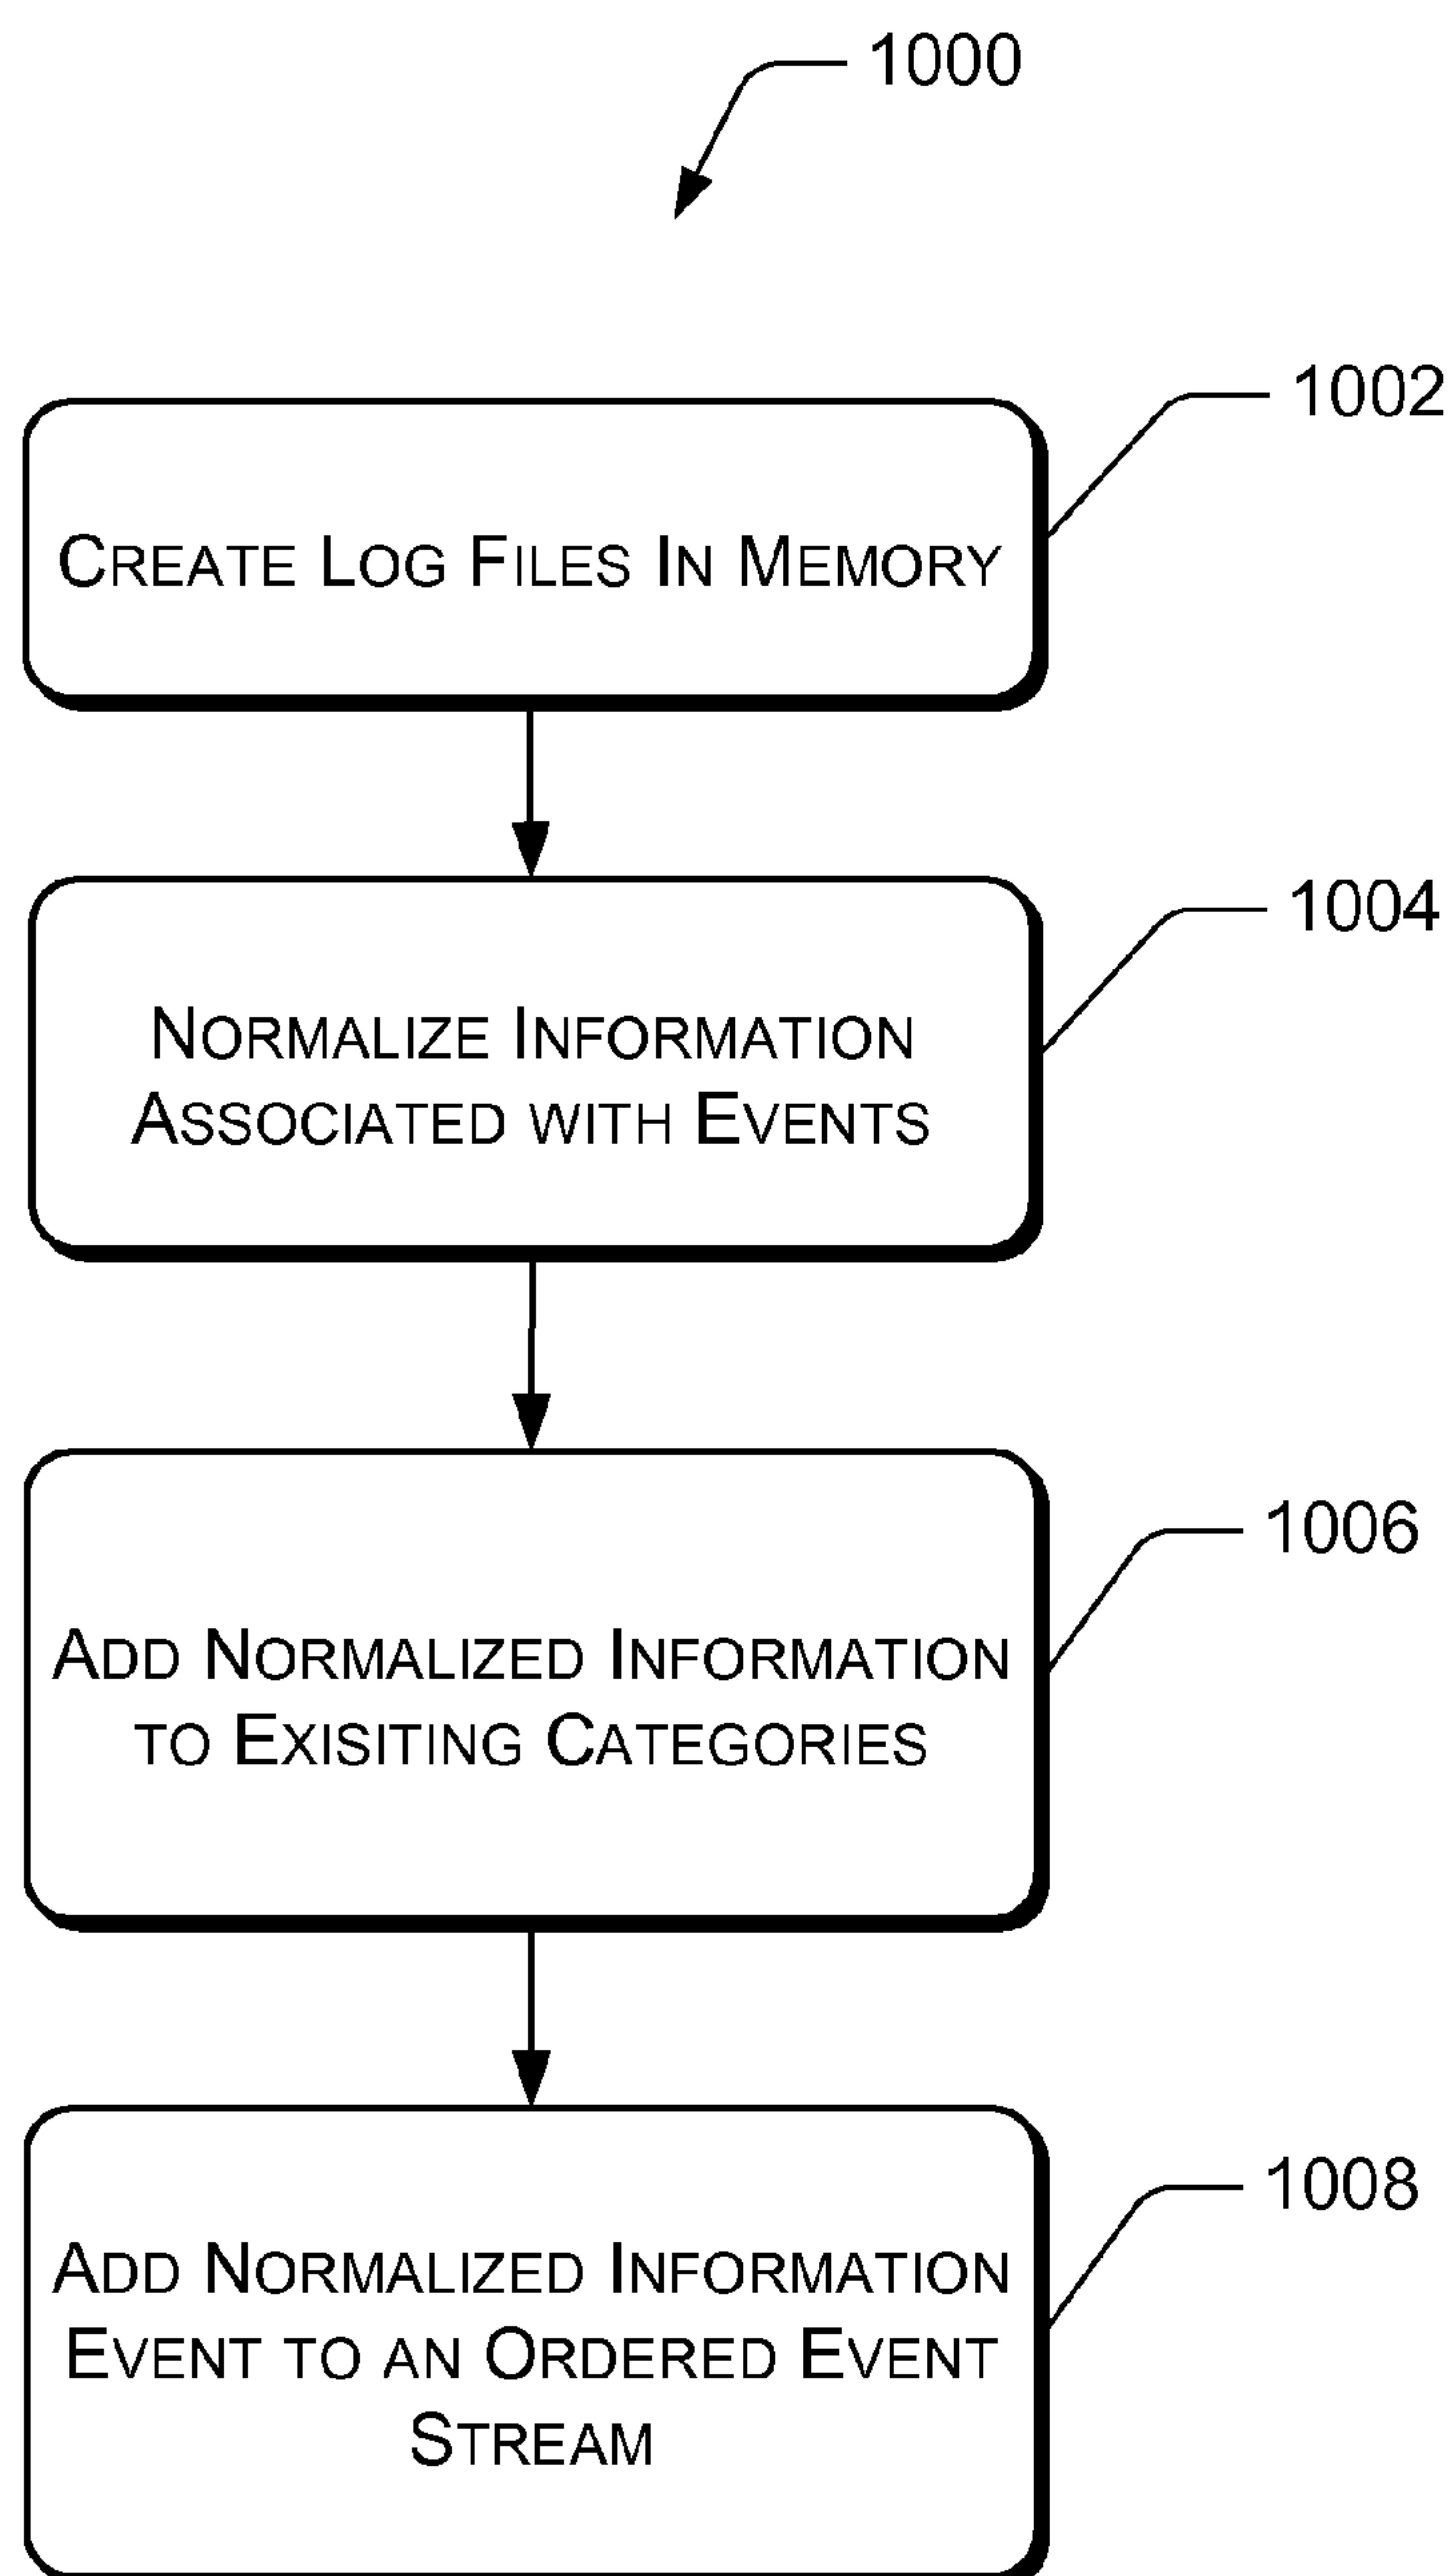 1000
1002
CREATE LOG FILES IN MEMORY
1004
NORMALIZE INFORMATION
ASSOCIATED WITH EVENTS
1006
ADD NORMALIZED INFORMATION
TO EXISITING CATEGORIES
1008
ADD NORMALIZED INFORMATION
EVENT TO AN ORDERED EVENT
STREAM